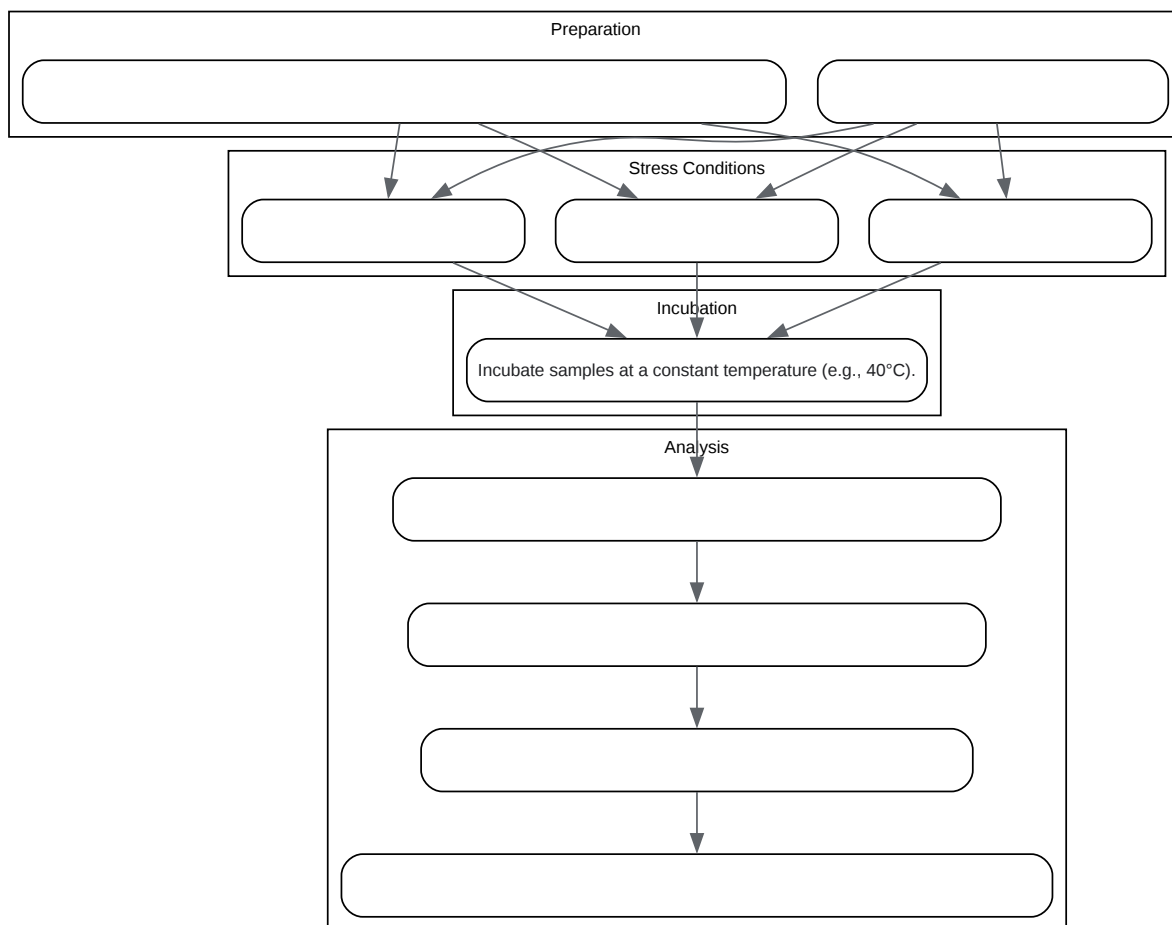 Preparation
Stress Conditions
Incubation
Incubate samples at a constant temperature (e.g., 40°C).
Analysis